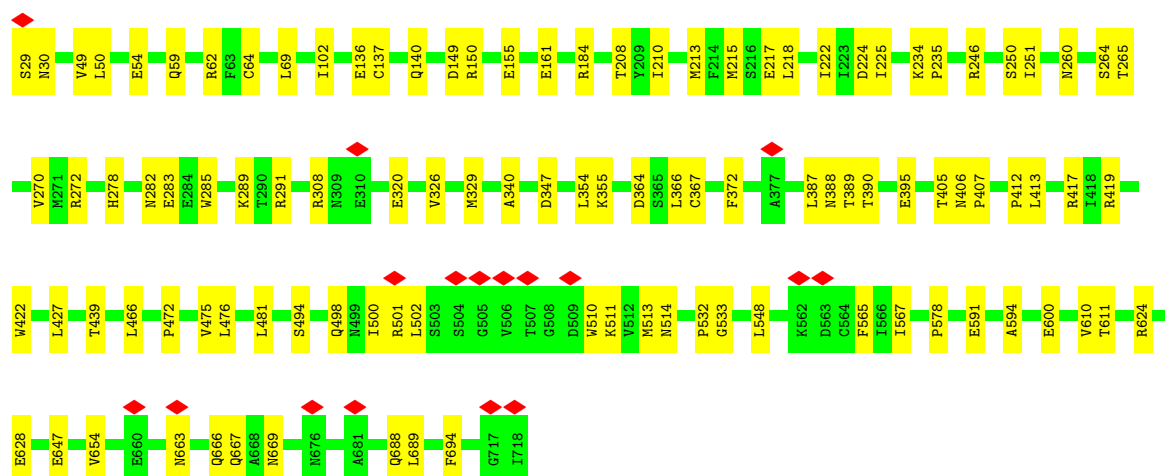 S29 N30 V49 L50 E54 Q59 R62 F63 C64 L69 I102 E136 C137 Q140 D149 R150 E155 E161 R184 T208 Y209 I210 M213 F214 M215 S216 E217 L218 I222 I223 D224 I225 K234 P235 R246 S250 I251 N260 S264 T265
V270 M271 R272 H278 N282 E283 E284 W285 K289 T290 R291 R308 N309 E310 E320 V326 M329 A340 D347 L354 K355 D364 S365 L366 C367 F372 A377 L387 N388 T389 T390 E395 T405 N406 P407 P412 L413 R417 I418 R419
W422 L427 T439 L466 P472 V475 L476 L481 S494 Q498 N499 I500 R501 L502 S503 S504 G505 V506 T507 G508 D509 W510 K511 V512 M513 N514 P532 G533 L548 K562 D563 C564 F565 I566 I567 P578 E591 A594 E600 V610 T611 R624
E628 E647 V654 E660 N663 Q666 Q667 A668 N669 N676 A681 Q688 L689 F694 G717 I718